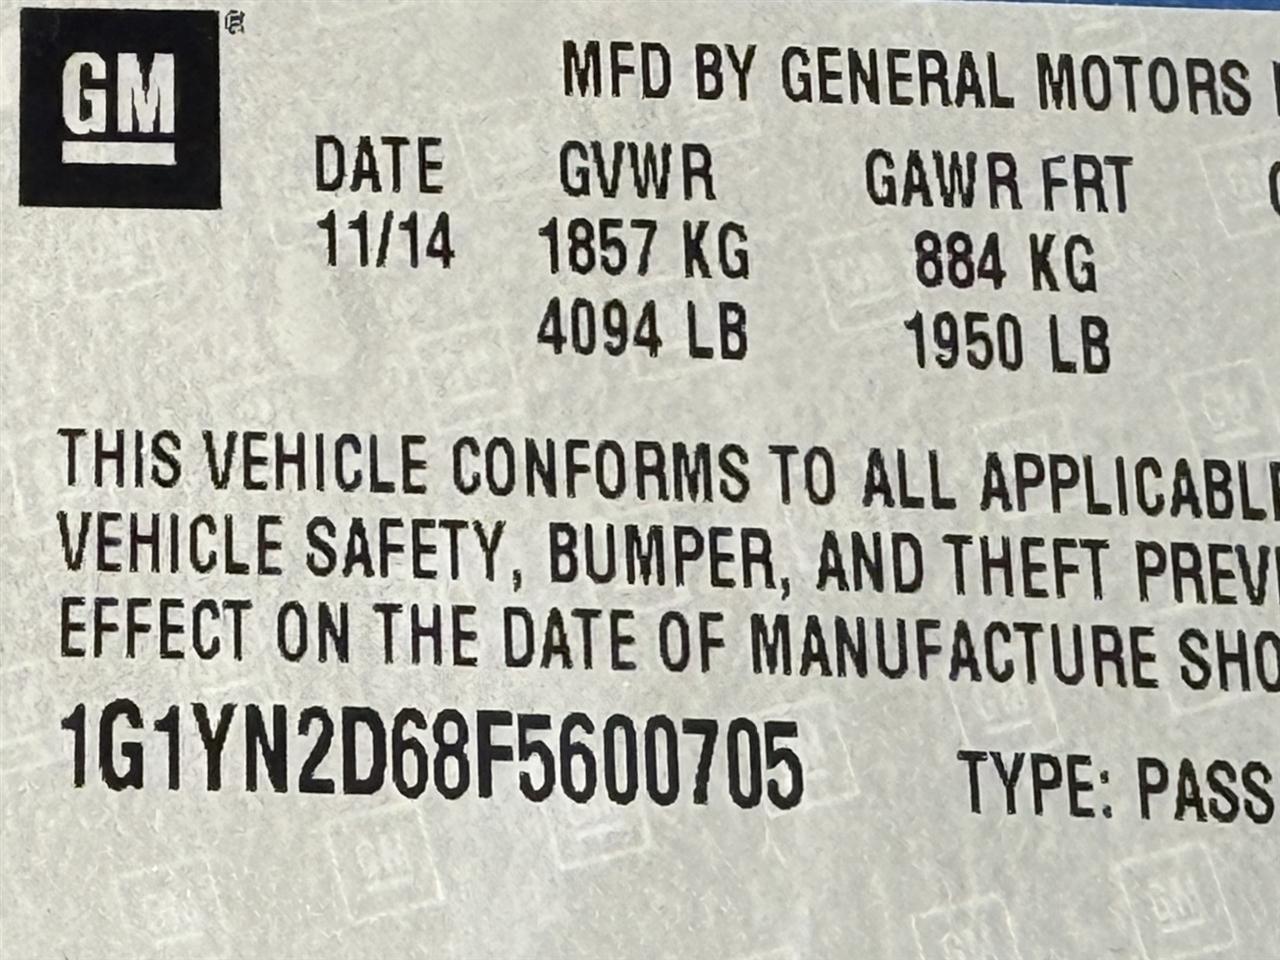 GM
MFD BY GENERAL MOTORS
DATE GVWR GAWR FRT
11/14 1857 KG 884 KG
4094 LB 1950 LB
THIS VEHICLE CONFORMS TO ALL APPLICABLE
VEHICLE SAFETY, BUMPER, AND THEFT PREV
EFFECT ON THE DATE OF MANUFACTURE SHO
1G1YN2D68F5600705 TYPE: PASS